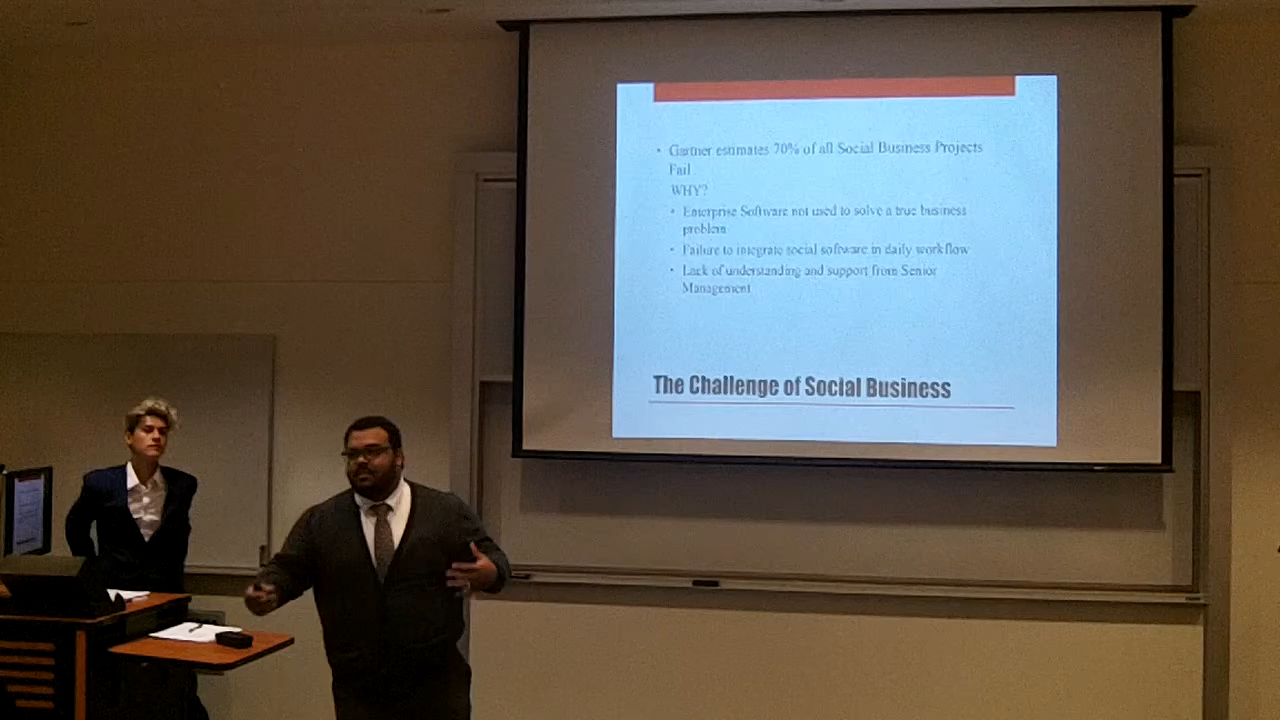 • Gartner estimates 70% of all Social Business Projects
Fail.
WHY?
• Enterprise Software not used to solve a true business
problem
• Failure to integrate social software in daily workflow
• Lack of understanding and support from Senior
Management
The Challenge of Social Business